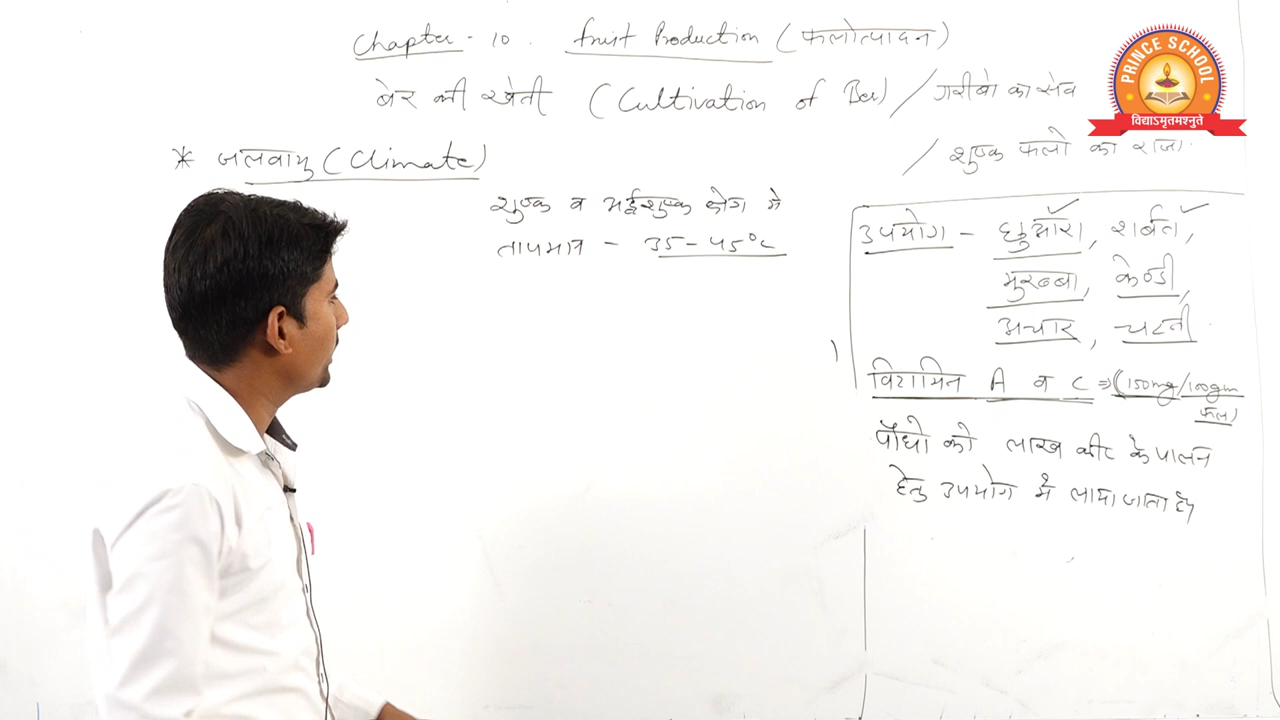 Chapter - 10. Fruit Production (फलोत्पादन)
बेर की खेती (Cultivation of Ber) / गरीबो का सेव
/ शुष्क फलो का राजा.
* जलवायु (Climate)
शुष्क व अर्द्धशुष्क क्षेत्र मे
तापमान - 35-45°C
उपयोग - छुआरा, शर्बत,
मुरब्बा, केण्डी,
अचार, चटनी.
विटामिन A व C ⇒ (150mg/100gm
फल)
पौधो को लाख कीट के पालन
हेतु उपयोग मे लाया जाता है
PRINCE SCHOOL
विद्याऽमृतमश्नुते